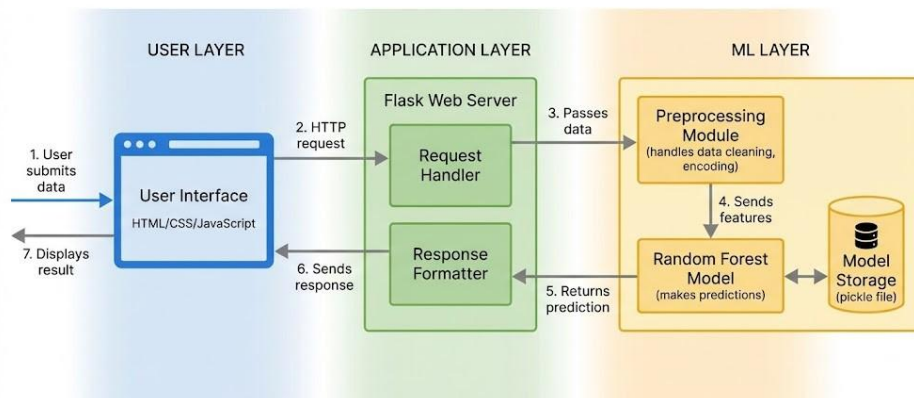 USER LAYER
APPLICATION LAYER
ML LAYER
1. User
submits
data
7. Displays
result
User Interface
HTML/CSS/JavaScript
2. HTTP
request
6. Sends
response
Flask Web Server
Request
Handler
Response
Formatter
3. Passes
data
5. Returns
prediction
Preprocessing
Module
(handles data cleaning,
encoding)
4. Sends
features
Random Forest
Model
(makes predictions)
Model
Storage
(pickle file)